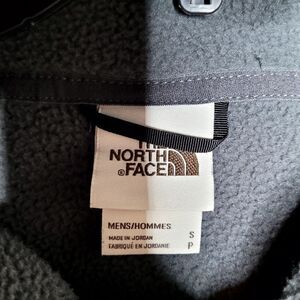 THE
NORTH
®FACE
MENS/HOMMES
MADE IN JORDAN S
FABRIQUÉ EN JORDANIE P